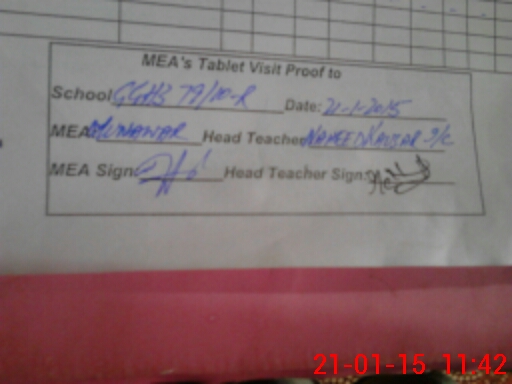 MEA's Tablet Visit Proof to
School GGHS 79/10-R Date: 21-1-2015
MEA Munawar Head Teacher
MEA Sign: Head Teacher Sign:
21-01-15 11:42